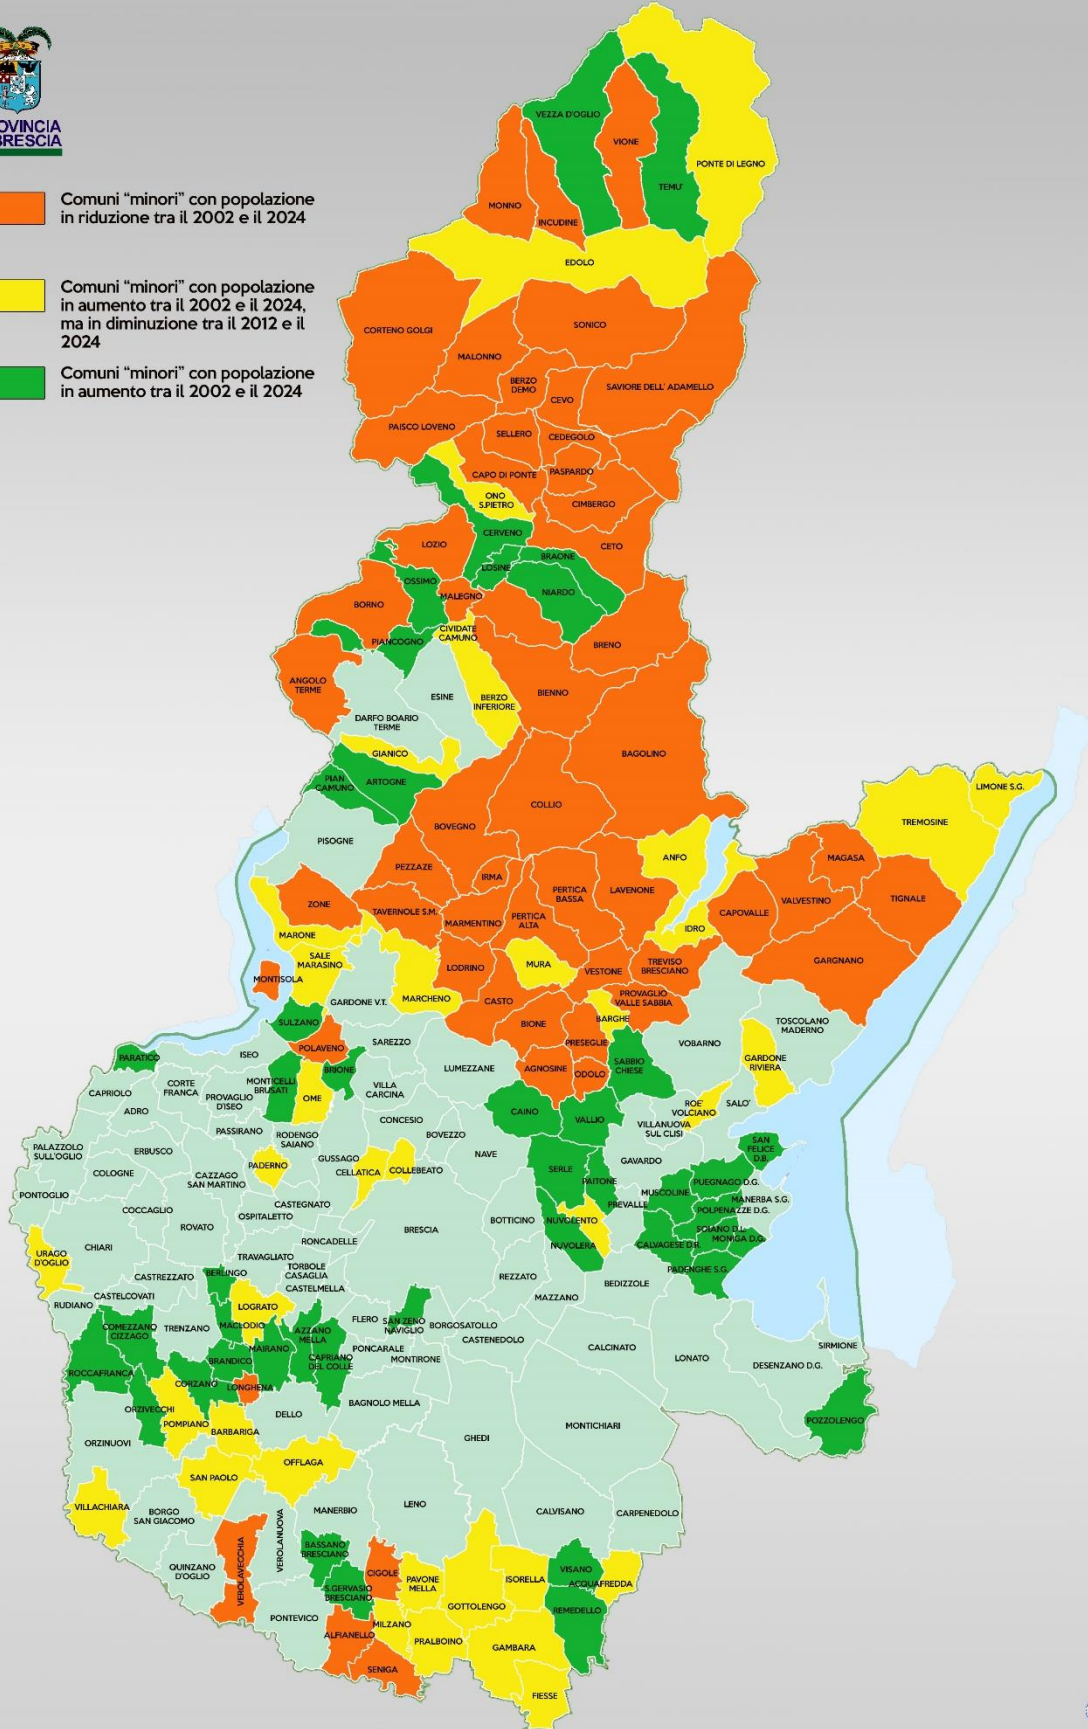 OVINCIA
BRESCIA
Comuni “minori” con popolazione
in riduzione tra il 2002 e il 2024
Comuni “minori” con popolazione
in aumento tra il 2002 e il 2024,
ma in diminuzione tra il 2012 e il
2024
Comuni “minori” con popolazione
in aumento tra il 2002 e il 2024
VEZZA D'OGLIO
VIONE
PONTE DI LEGNO
TEMU'
MONNO
INCUDINE
EDOLO
CORTENO GOLGI
SONICO
MALONNO
BERZO
DEMO
CEVO
SAVIORE DELL' ADAMELLO
PAISCO LOVENO
SELLERO
CEDEGOLO
CAPO DI PONTE
PASPARDO
ONO
S.PIETRO
CIMBERGO
CERVENO
LOZIO
CETO
BRAONE
LOSINE
OSSIMO
NIARDO
MALEGNO
BORNO
CIVIDATE
CAMUNO
PIANCOGNO
BRENO
ANGOLO
TERME
ESINE
BERZO
INFERIORE
BIENNO
DARFO BOARIO
TERME
GIANICO
BAGOLINO
PIAN
CAMUNO
ARTOGNE
LIMONE S.G.
COLLIO
TREMOSINE
BOVEGNO
PISOGNE
ANFO
MAGASA
PEZZAZE
IRMA
PERTICA
BASSA
LAVENONE
VALVESTINO
TIGNALE
ZONE
TAVERNOLE S.M.
MARMENTINO
PERTICA
ALTA
CAPOVALLE
IDRO
MARONE
SALE
MARASINO
GARGNANO
MURA
LODRINO
VESTONE
TREVISO
BRESCIANO
MONTISOLA
GARDONE V.T.
MARCHENO
CASTO
PROVAGLIO
VALLE SABBIA
SULZANO
BIONE
BARGHE
TOSCOLANO
MADERNO
POLAVENO
SAREZZO
PRESEGLIE
VOBARNO
PARATICO
ISEO
BRIONE
LUMEZZANE
AGNOSINE
ODOLO
SABBIO
CHIESE
GARDONE
RIVIERA
CAPRIOLO
CORTE
FRANCA
PROVAGLIO
D'ISEO
MONTICELLI
BRUSATI
OME
VILLA
CARCINA
ADRO
CAINO
VALLIO
ROE'
VOLCIANO
SALO'
PASSIRANO
RODENGO
SAIANO
CONCESIO
BOVEZZO
VILLANUOVA
SUL CLISI
PALAZZOLO
SULL'OGLIO
ERBUSCO
NAVE
SAN
FELICE
D.B.
GUSSAGO
PADERNO
CELLATICA
COLLEBEATO
SERLE
GAVARDO
COLOGNE
CAZZAGO
SAN MARTINO
PAITONE
PUEGNAGO D.G.
PONTOGLIO
MUSCOLINE
MANERBA S.G.
CASTEGNATO
PREVALLE
POLPENAZZE D.G.
COCCAGLIO
OSPITALETTO
BOTTICINO
NUVOLENTO
ROVATO
BRESCIA
SOIANO D.L.
MONIGA D.G.
CHIARI
RONCADELLE
NUVOLERA
CALVAGESE D.R.
URAGO
D'OGLIO
TRAVAGLIATO
PADENGHE S.G.
TORBOLE
CASAGLIA
BERLINGO
CASTREZZATO
REZZATO
BEDIZZOLE
CASTELMELLA
CASTELCOVATI
MAZZANO
RUDIANO
LOGRATO
COMEZZANO
CIZZAGO
TRENZANO
MACLODIO
FLERO
SAN ZENO
NAVIGLIO
BORGOSATOLLO
AZZANO
MELLA
CASTENEDOLO
MAIRANO
PONCARALE
CALCINATO
SIRMIONE
BRANDICO
CAPRIANO
DEL COLLE
MONTIRONE
LONATO
DESENZANO D.G.
ROCCAFRANCA
CORZANO
LONGHENA
BAGNOLO MELLA
ORZIVECCHI
POMPIANO
DELLO
BARBARIGA
MONTICHIARI
POZZOLENGO
ORZINUOVI
GHEDI
OFFLAGA
SAN PAOLO
VILLACHIARA
BORGO
SAN GIACOMO
MANERBIO
LENO
CALVISANO
CARPENEDOLO
VEROLANUOVA
BASSANO
BRESCIANO
QUINZANO
D'OGLIO
VEROLAVECCHIA
CIGOLE
PAVONE
MELLA
ISORELLA
VISANO
ACQUAFREDDA
S.GERVASIO
BRESCIANO
GOTTOLENGO
REMEDELLO
PONTEVICO
MILZANO
ALFIANELLO
PRALBOINO
GAMBARA
SENIGA
FIESSE